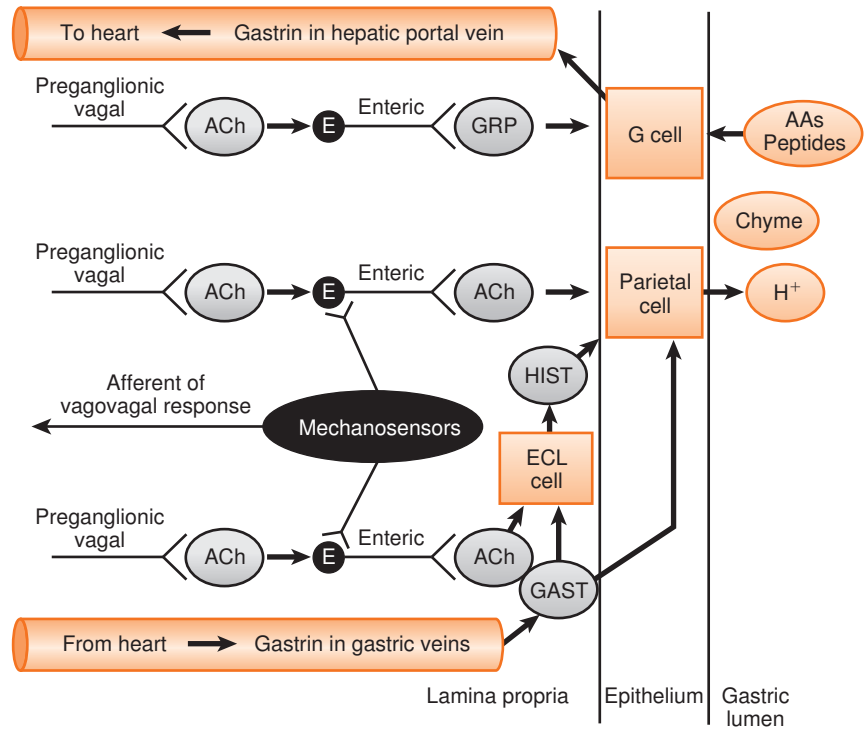 To heart Gastrin in hepatic portal vein
Preganglionic
vagal
ACh
E
Enteric
GRP
G cell
AAs
Peptides
Chyme
Preganglionic
vagal
ACh
E
Enteric
ACh
Parietal
cell
H+
HIST
Afferent of
vagovagal response
Mechanosensors
ECL
cell
Preganglionic
vagal
ACh
E
Enteric
ACh
GAST
From heart Gastrin in gastric veins
Lamina propria
Epithelium
Gastric
lumen